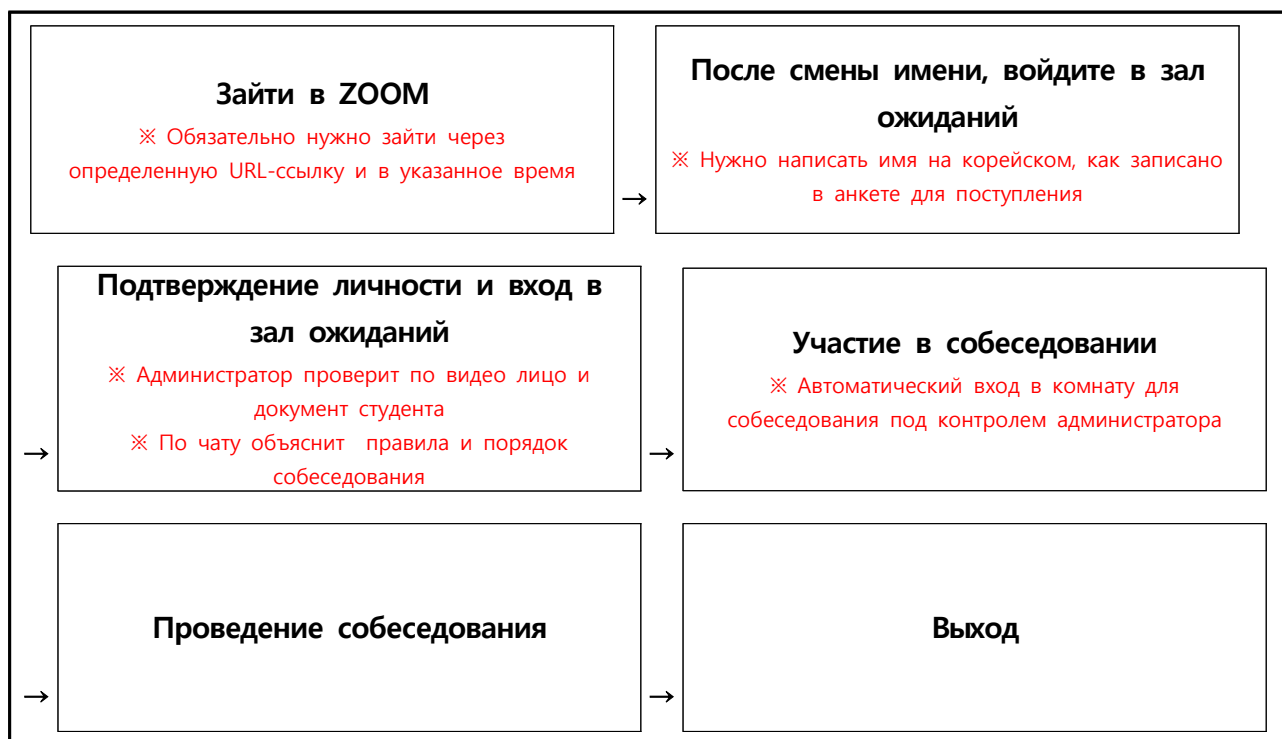 Зайти в ZOOM
※ Обязательно нужно зайти через
определенную URL-ссылку и в указанное время
→
После смены имени, войдите в зал
ожиданий
※ Нужно написать имя на корейском, как записано
в анкете для поступления
→
Подтверждение личности и вход в
зал ожиданий
※ Администратор проверит по видео лицо и
документ студента
※ По чату объяснит правила и порядок
собеседования
→
Участие в собеседовании
※ Автоматический вход в комнату для
собеседования под контролем администратора
→
Проведение собеседования
→
Выход